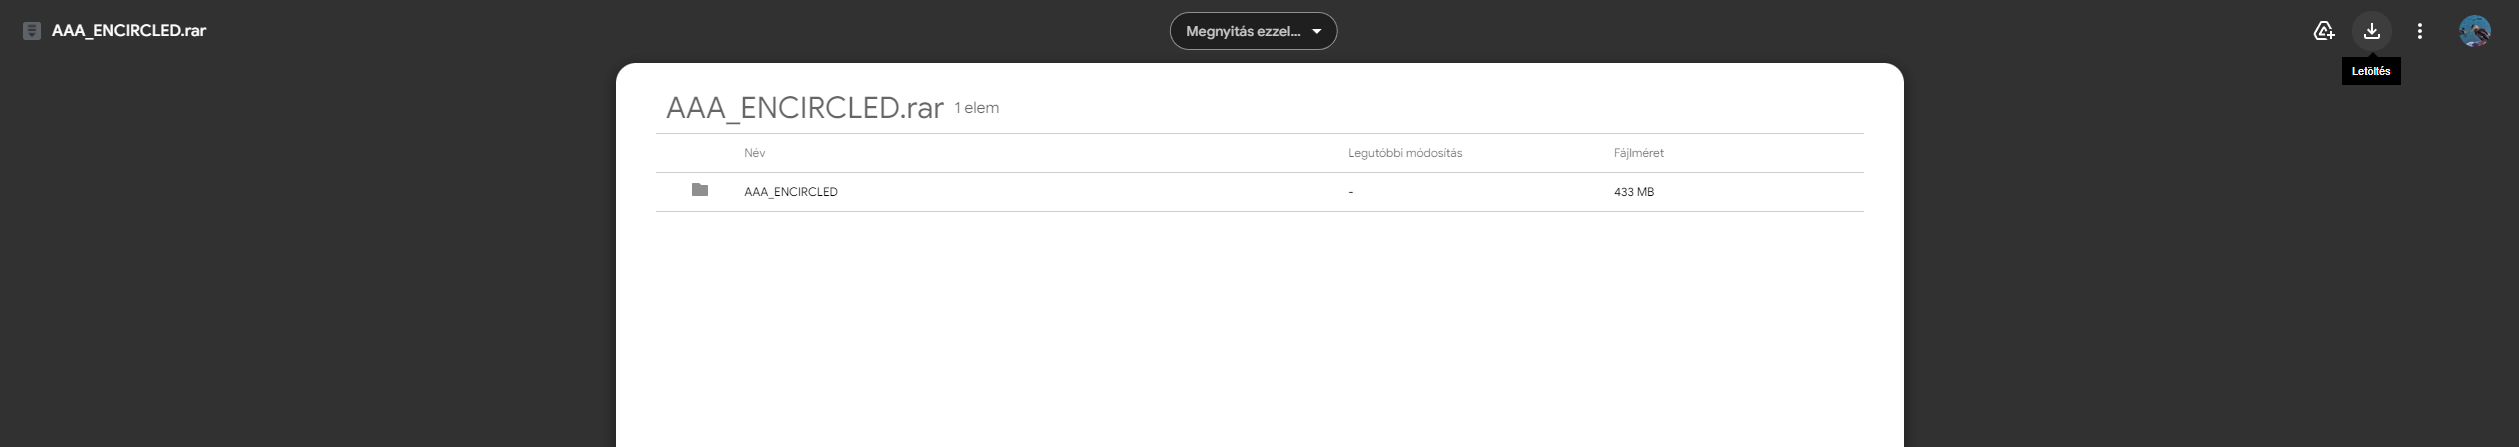 AAA_ENCIRCLED.rar
Megnyitás ezzel...
Letöltés
AAA_ENCIRCLED.rar 1 elem
Név Legutóbbi módosítás Fájlméret
AAA_ENCIRCLED - 433 MB